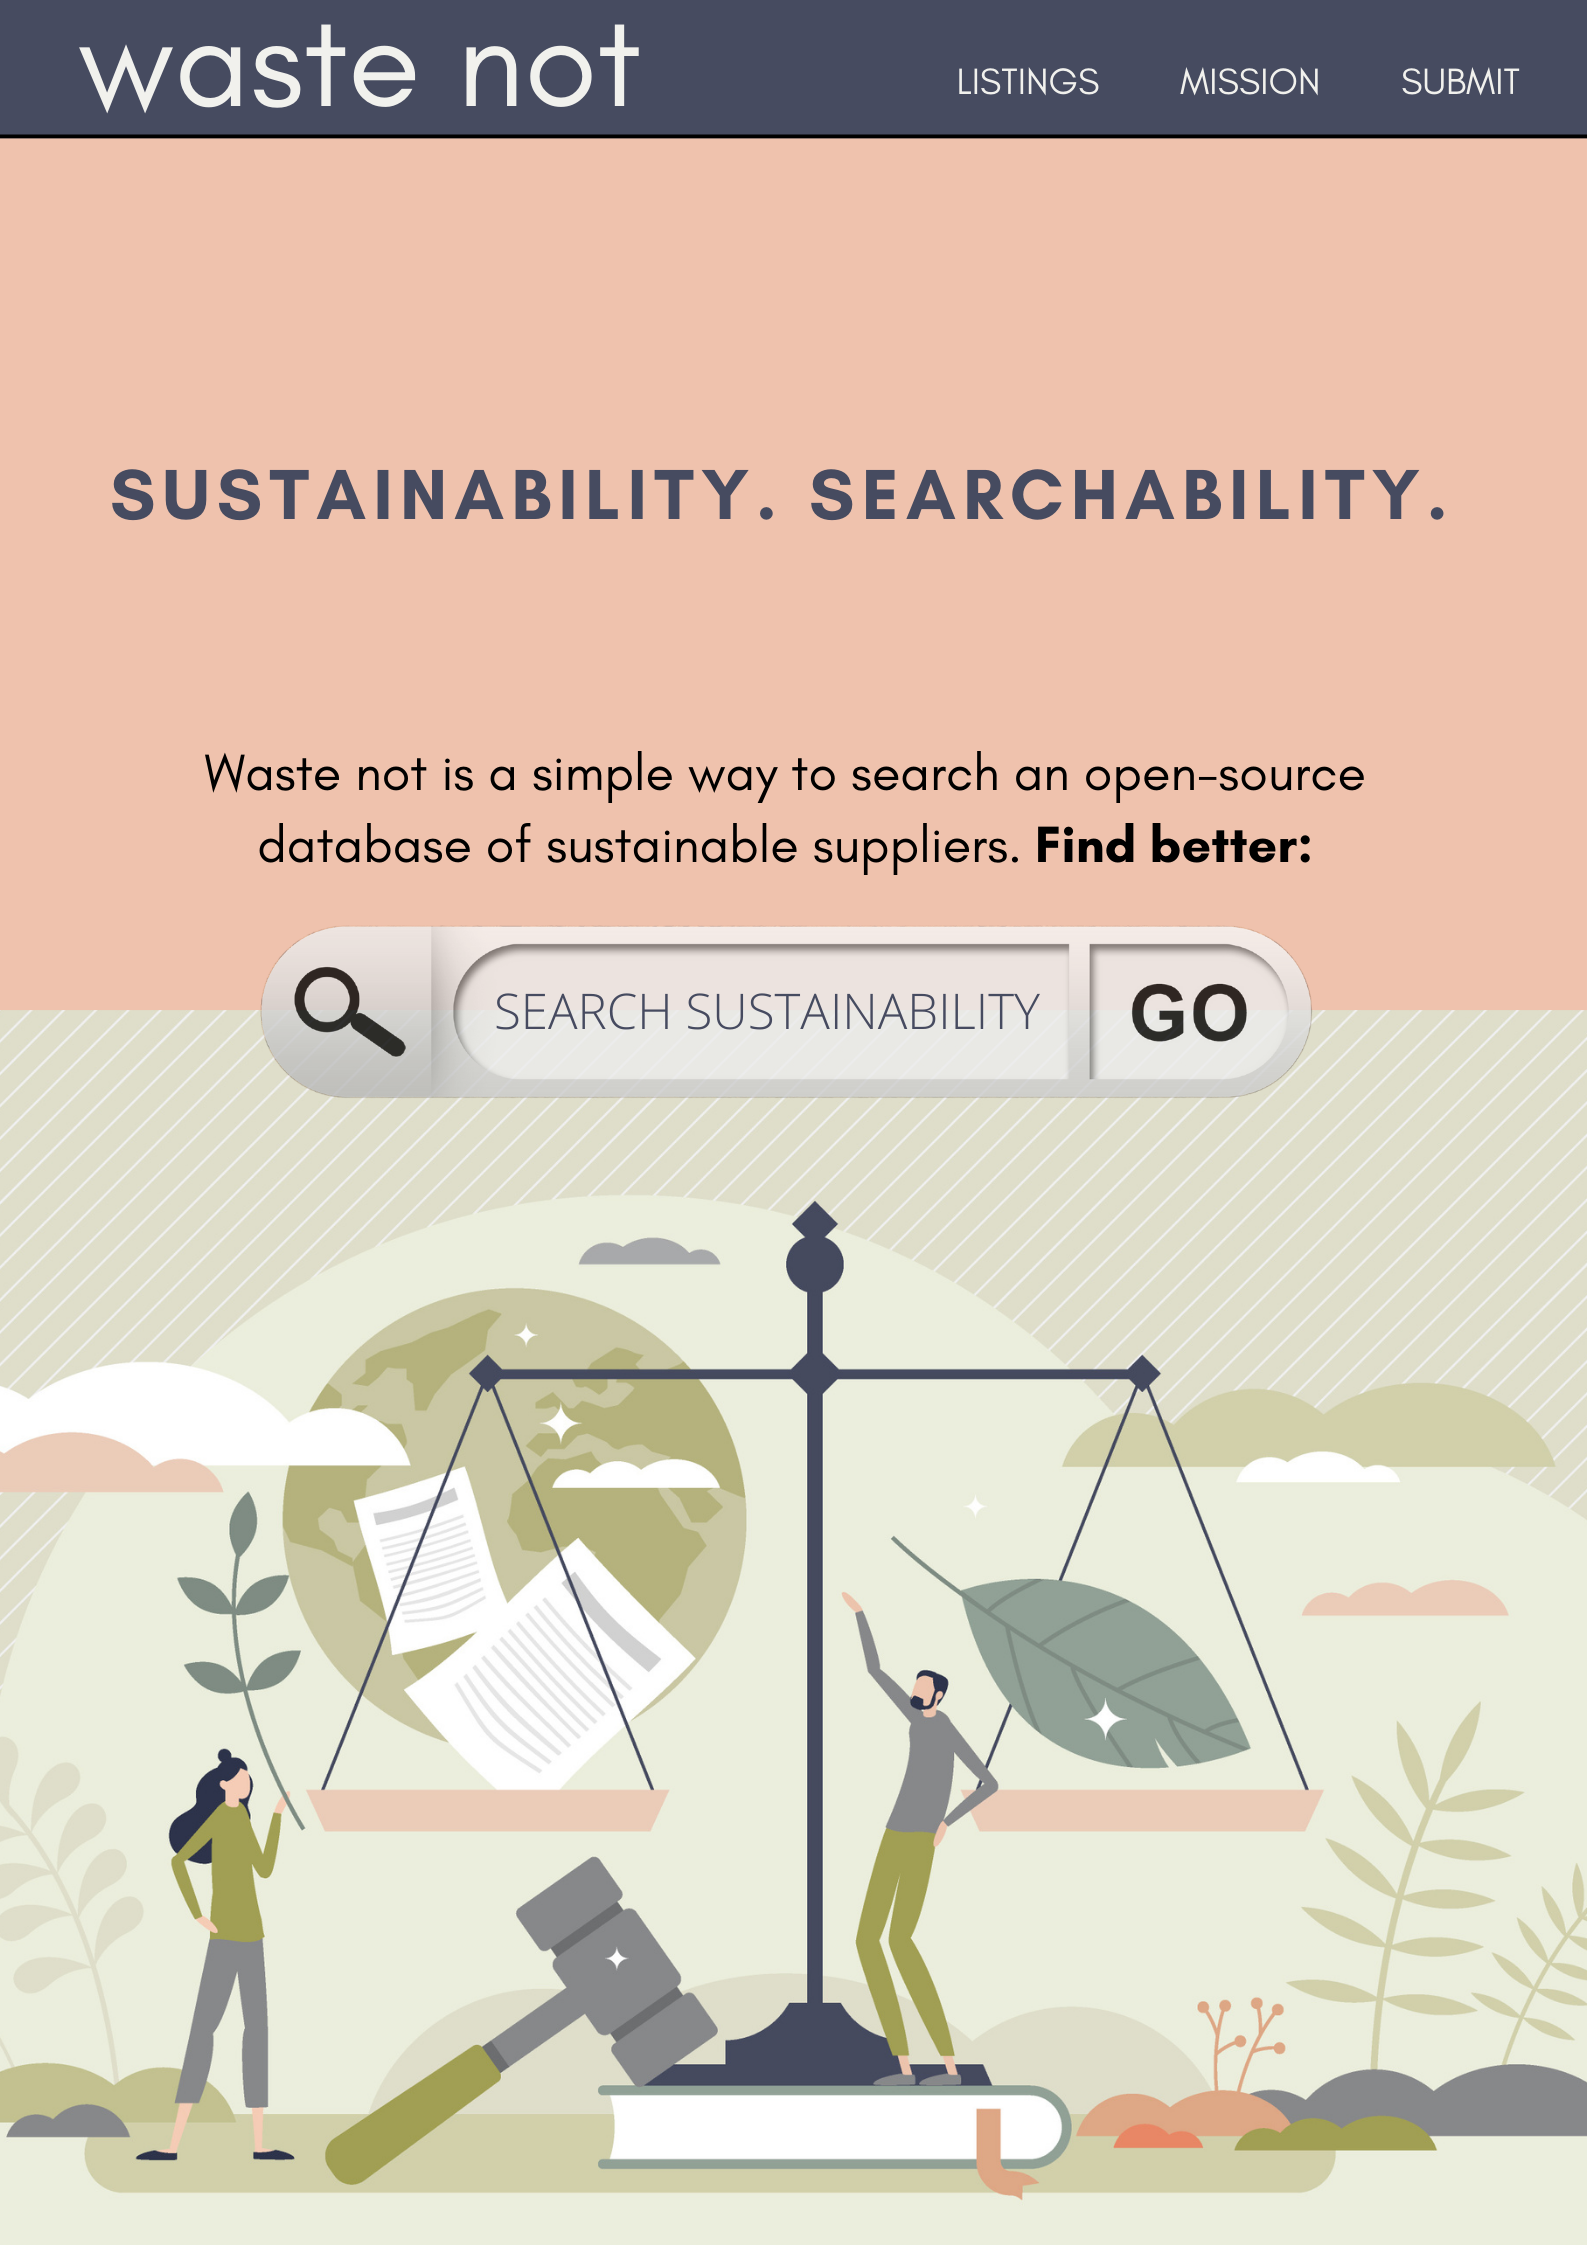 waste not
LISTINGS MISSION SUBMIT
SUSTAINABILITY. SEARCHABILITY.
Waste not is a simple way to search an open-source
database of sustainable suppliers. Find better:
SEARCH SUSTAINABILITY GO